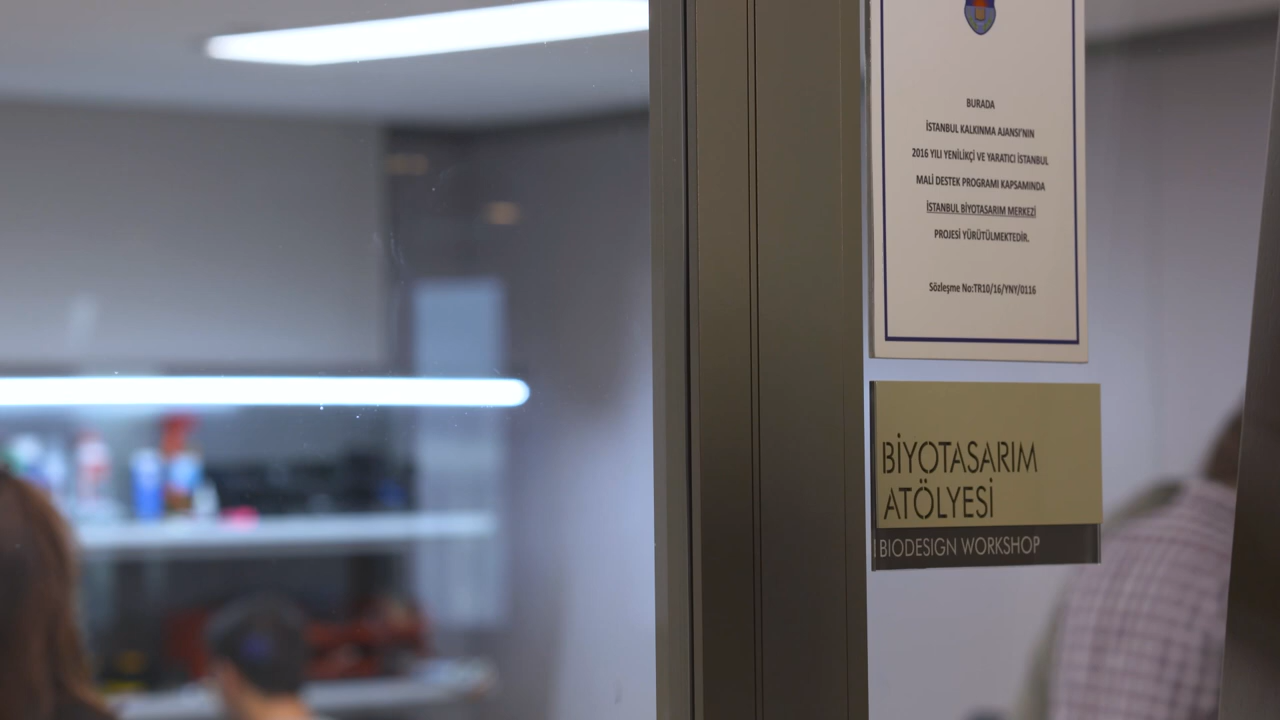 BURADA
İSTANBUL KALKINMA AJANSI'NIN
2016 YILI YENİLİKÇİ VE YARATICI İSTANBUL
MALİ DESTEK PROGRAMI KAPSAMINDA
İSTANBUL BİYOTASARIM MERKEZİ
PROJESİ YÜRÜTÜLMEKTEDİR.
Sözleşme No:TR10/16/YNY/0116
BİYOTASARIM
ATÖLYESİ
BIODESIGN WORKSHOP